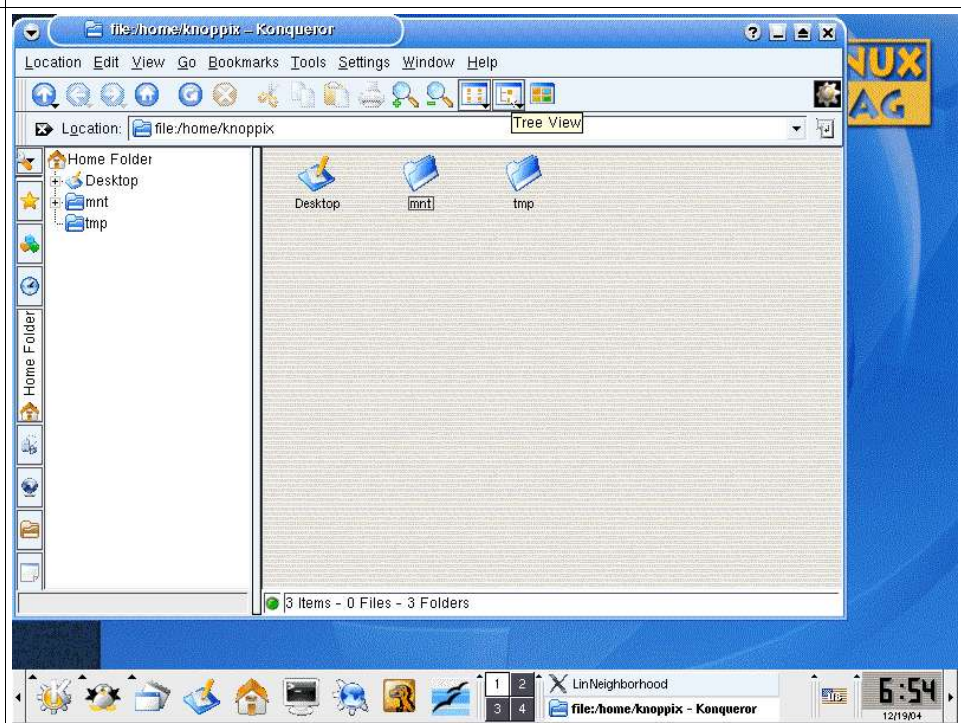 file:/home/knoppix – Konqueror
Location Edit View Go Bookmarks Tools Settings Window Help
Tree View
Location: file:/home/knoppix
Home Folder
Desktop
mnt
tmp
Desktop
mnt
tmp
Home Folder
3 Items - 0 Files - 3 Folders
NUX
AG
1 2
3 4
LinNeighborhood
file:/home/knoppix - Konqueror
6:54
12/19/04